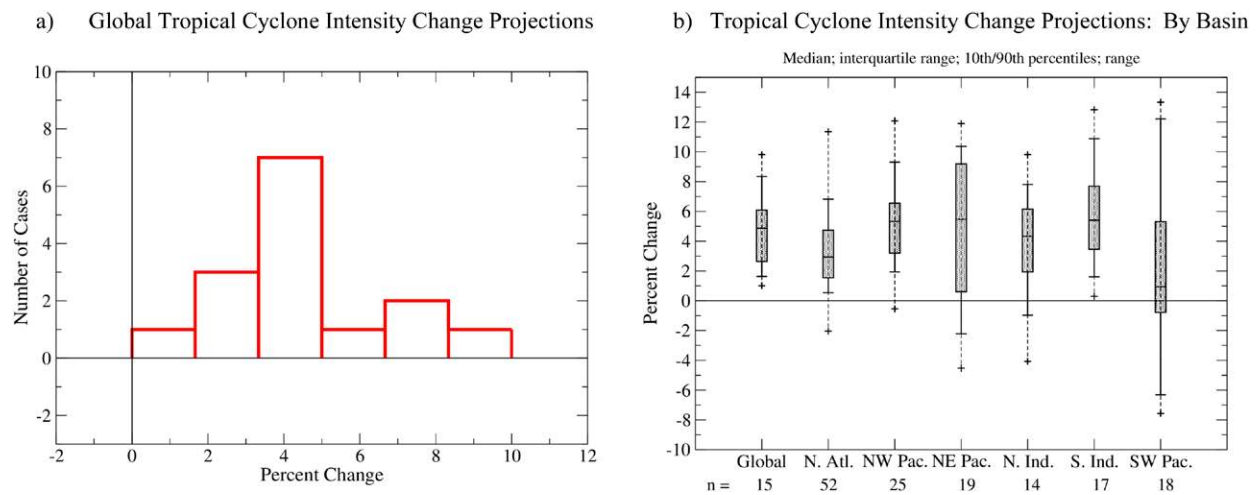 a) Global Tropical Cyclone Intensity Change Projections
10
8
6
4
2
0
-2
Number of Cases
-2 0 2 4 6 8 10 12
Percent Change
b) Tropical Cyclone Intensity Change Projections: By Basin
Median; interquartile range; 10th/90th percentiles; range
14
12
10
8
6
4
2
0
-2
-4
-6
-8
-10
Percent Change
Global N. Atl. NW Pac. NE Pac. N. Ind. S. Ind. SW Pac.
n = 15 52 25 19 14 17 18